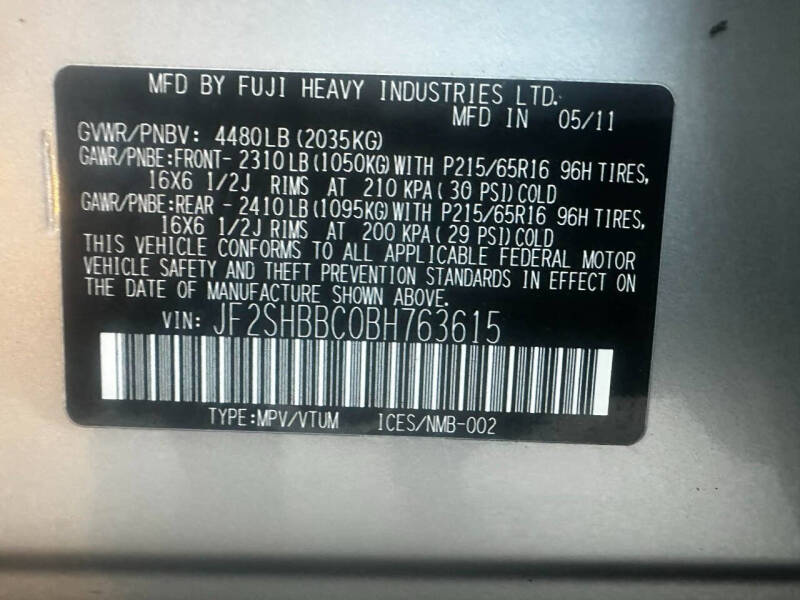 MFD BY FUJI HEAVY INDUSTRIES LTD.
MFD IN 05/11
GVWR/PNBV: 4480LB(2035KG)
GAWR/PNBE:FRONT- 2310LB(1050KG)WITH P215/65R16 96H TIRES,
16X6 1/2J RIMS AT 210 KPA(30 PSI)COLD
GAWR/PNBE:REAR - 2410LB(1095KG)WITH P215/65R16 96H TIRES,
16X6 1/2J RIMS AT 200 KPA(29 PSI)COLD
THIS VEHICLE CONFORMS TO ALL APPLICABLE FEDERAL MOTOR
VEHICLE SAFETY AND THEFT PREVENTION STANDARDS IN EFFECT ON
THE DATE OF MANUFACTURE SHOWN ABOVE.
VIN: JF2SHBBC0BH763615
TYPE:MPV/VTUM ICES/NMB-002